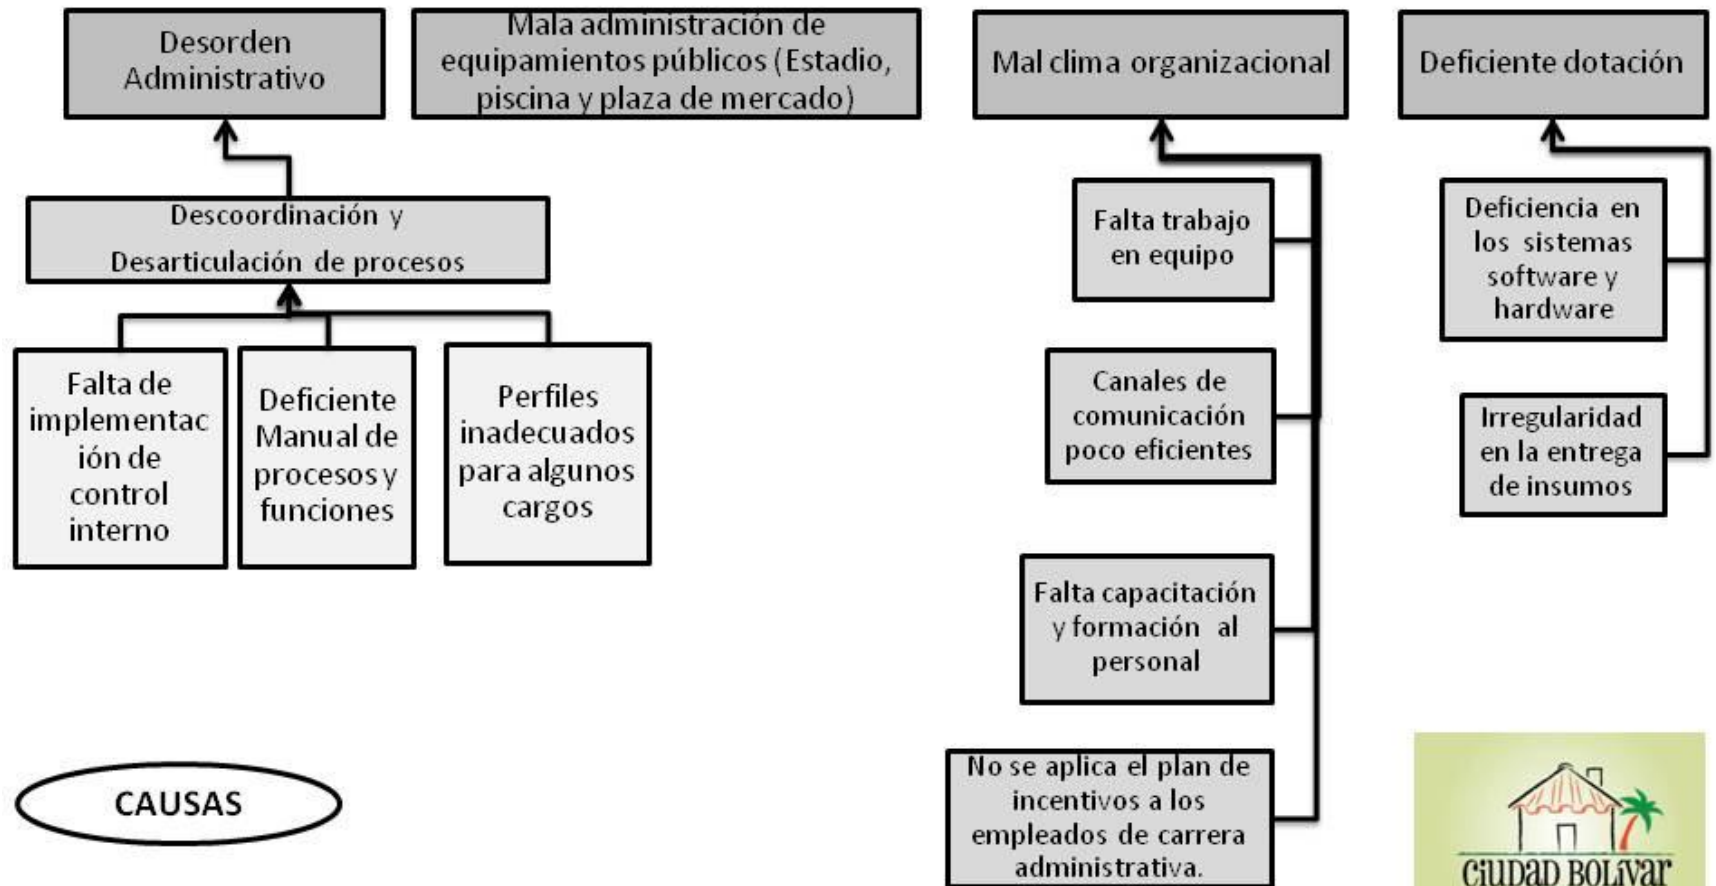 Desorden
Administrativo
Mala administración de
equipamientos públicos (Estadio,
piscina y plaza de mercado)
Mal clima organizacional
Deficiente dotación
Descoordinación y
Desarticulación de procesos
Falta de
implementac
ión de
control
interno
Deficiente
Manual de
procesos y
funciones
Perfiles
inadecuados
para algunos
cargos
Falta trabajo
en equipo
Canales de
comunicación
poco eficientes
Falta capacitación
y formación al
personal
No se aplica el plan de
incentivos a los
empleados de carrera
administrativa.
Deficiencia en
los sistemas
software y
hardware
Irregularidad
en la entrega
de insumos
CAUSAS
CiUDAD BOLÍVAR